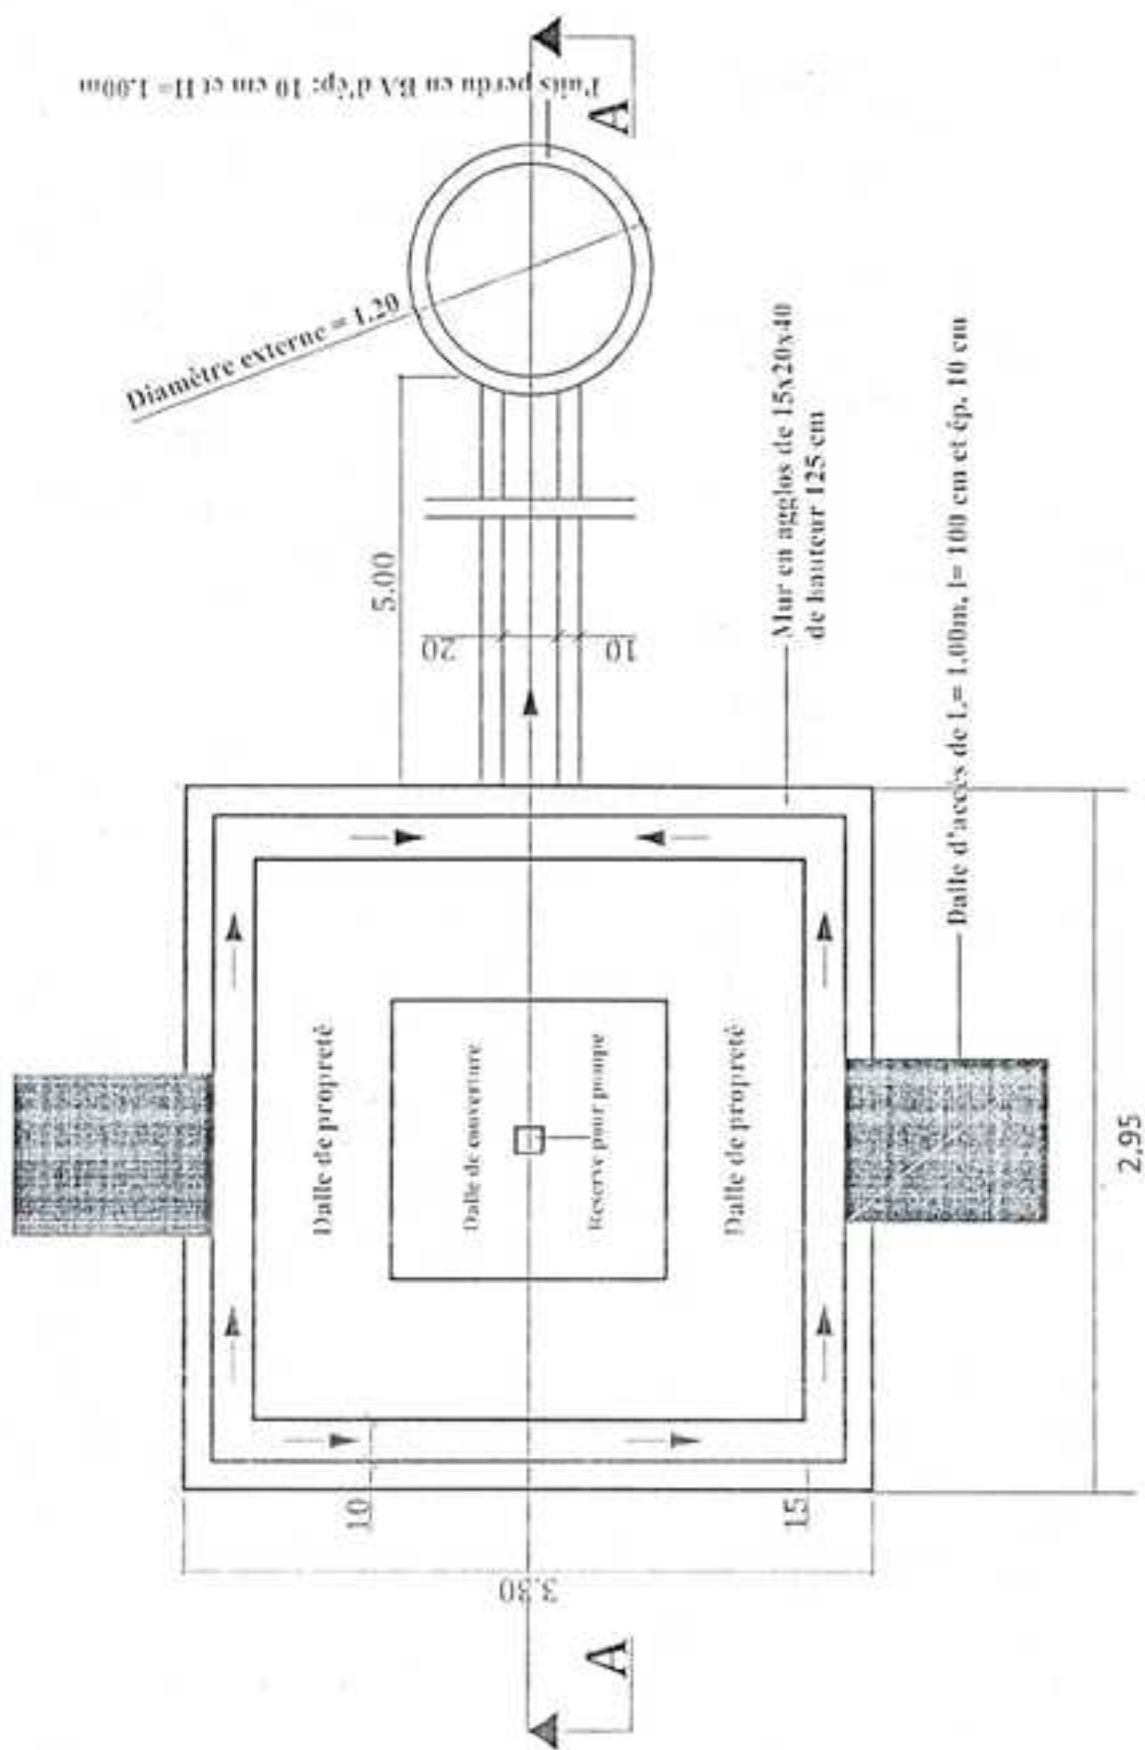 Puits perdu en BA d'ép: 10 cm et H= 1.00m
A
Diamètre externe = 1.20
5.00
20
10
Mur en agglos de 15x20x40
de hauteur 125 cm
Dalle d'accès de L= 1,00m, l= 100 cm et ép. 10 cm
Dalle de propreté
Dalle de couverture
Reserve pour pompe
Dalle de propreté
10
15
3.30
2,95
A